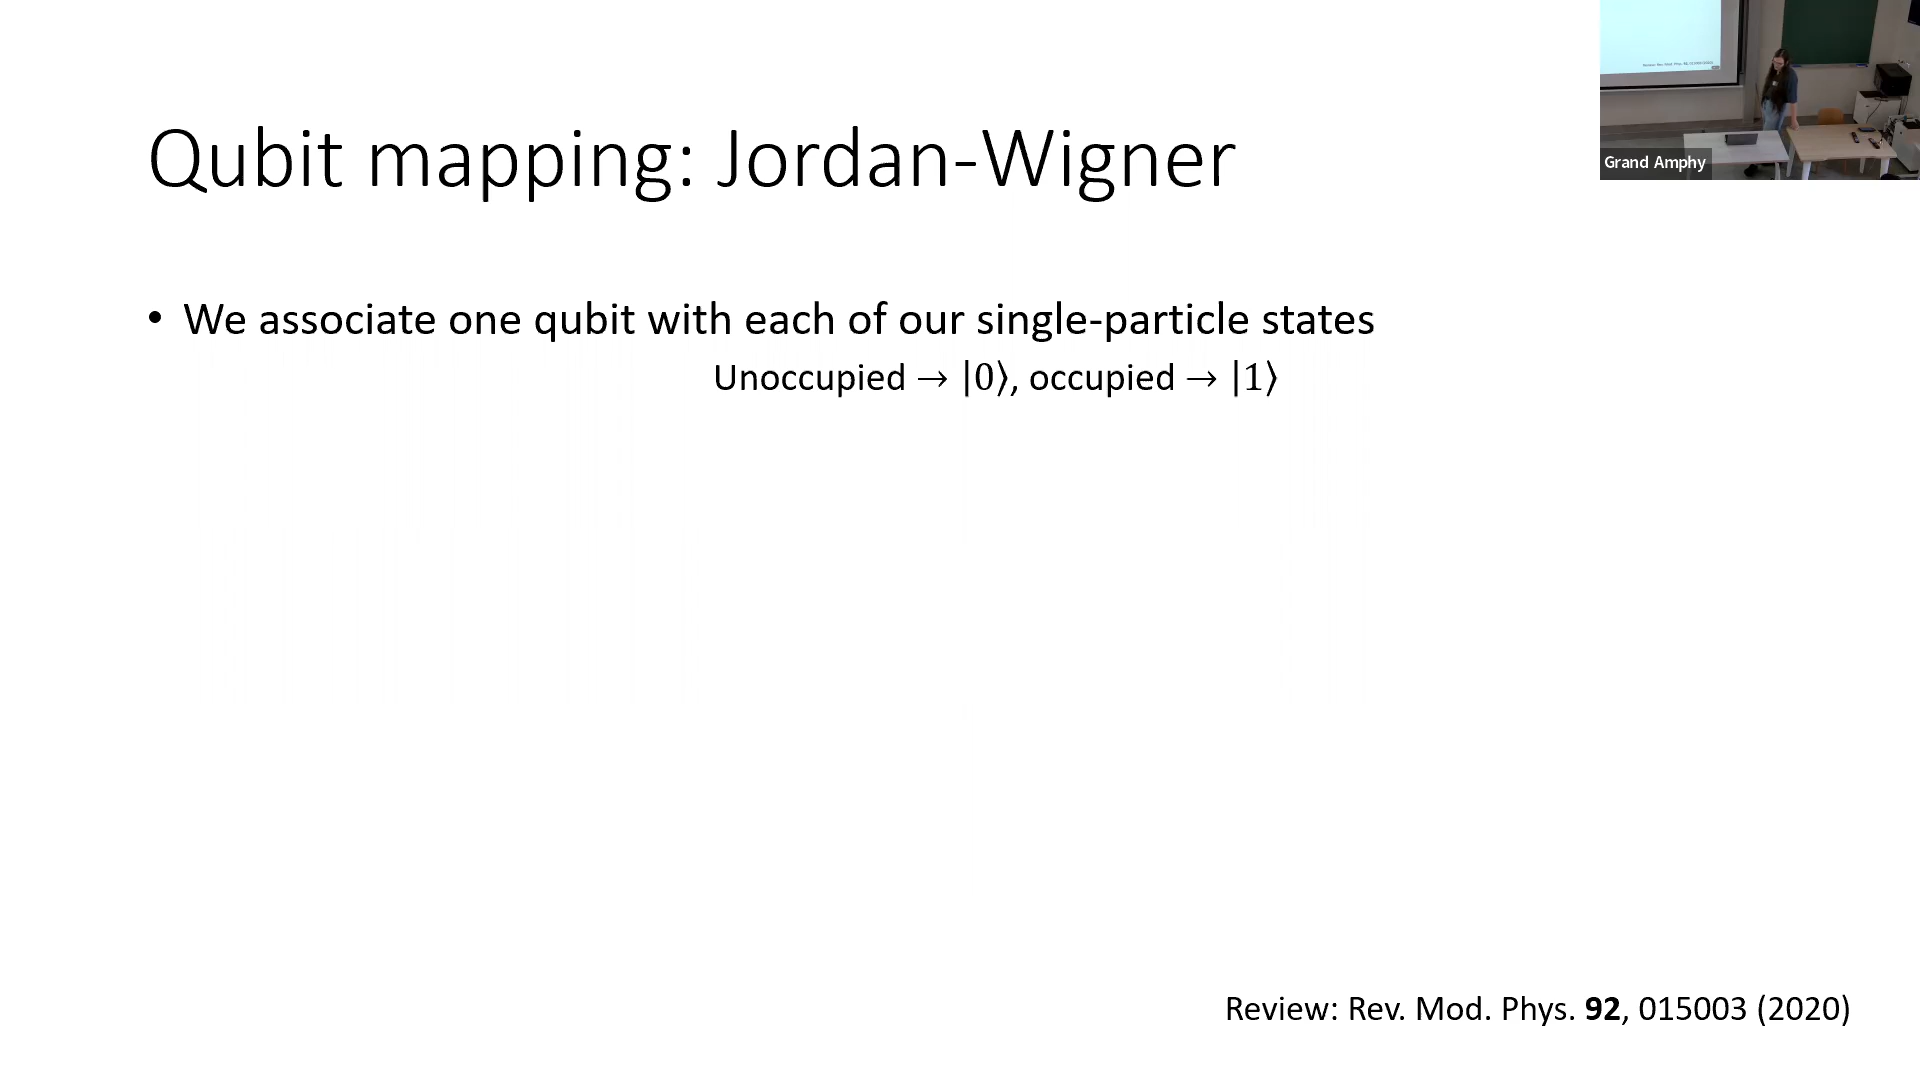 Qubit mapping: Jordan-Wigner
Grand Amphy
• We associate one qubit with each of our single-particle states
Unoccupied → |0⟩, occupied → |1⟩
Review: Rev. Mod. Phys. 92, 015003 (2020)